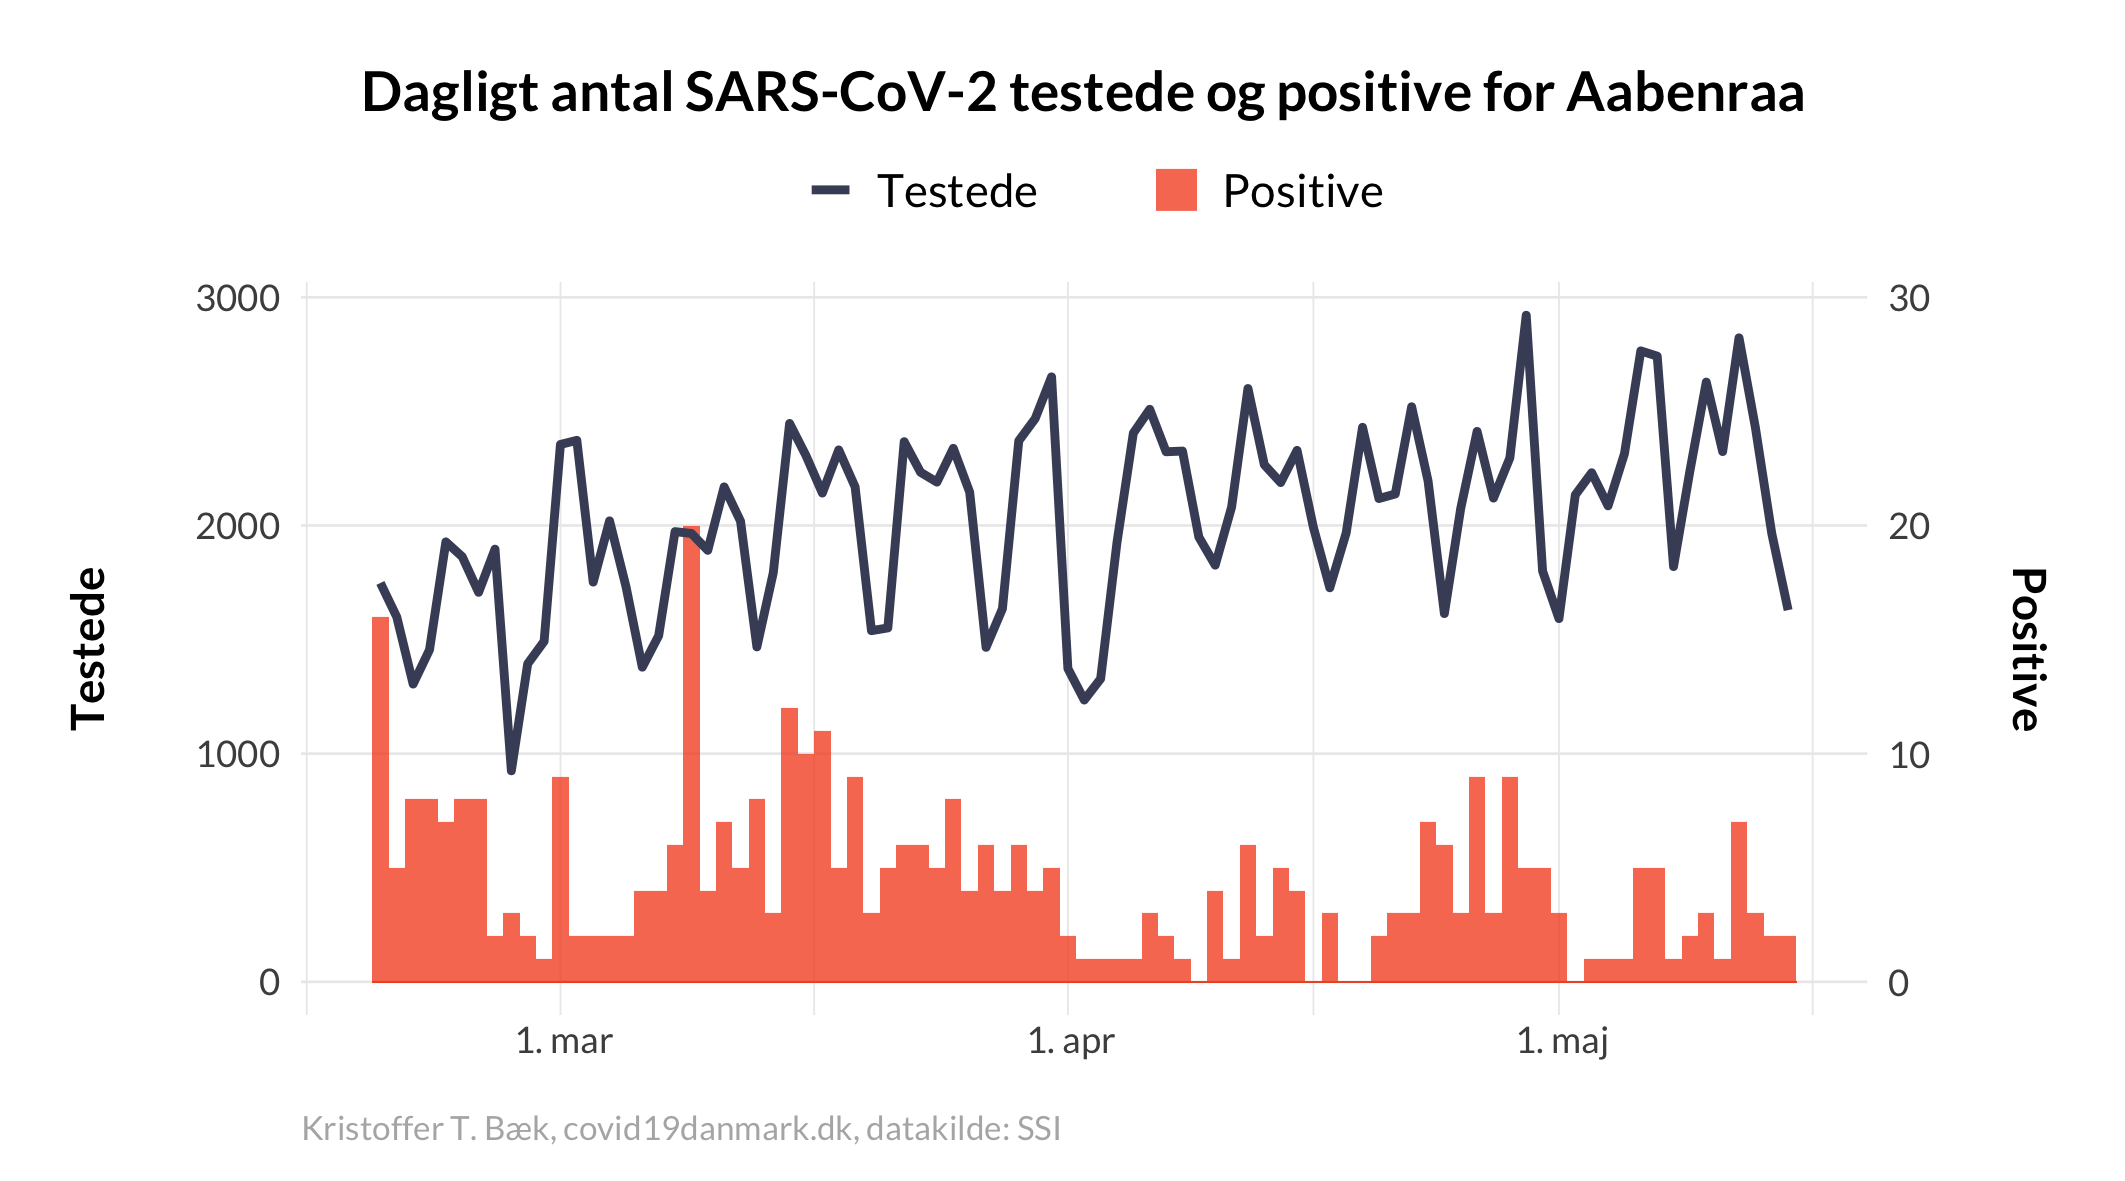 Dagligt antal SARS-CoV-2 testede og positive for Aabenraa
Testede
Positive
3000
2000
1000
0
Testede
30
20
10
0
Positive
1. mar
1. apr
1. maj
Kristoffer T. Bæk, covid19danmark.dk, datakilde: SSI